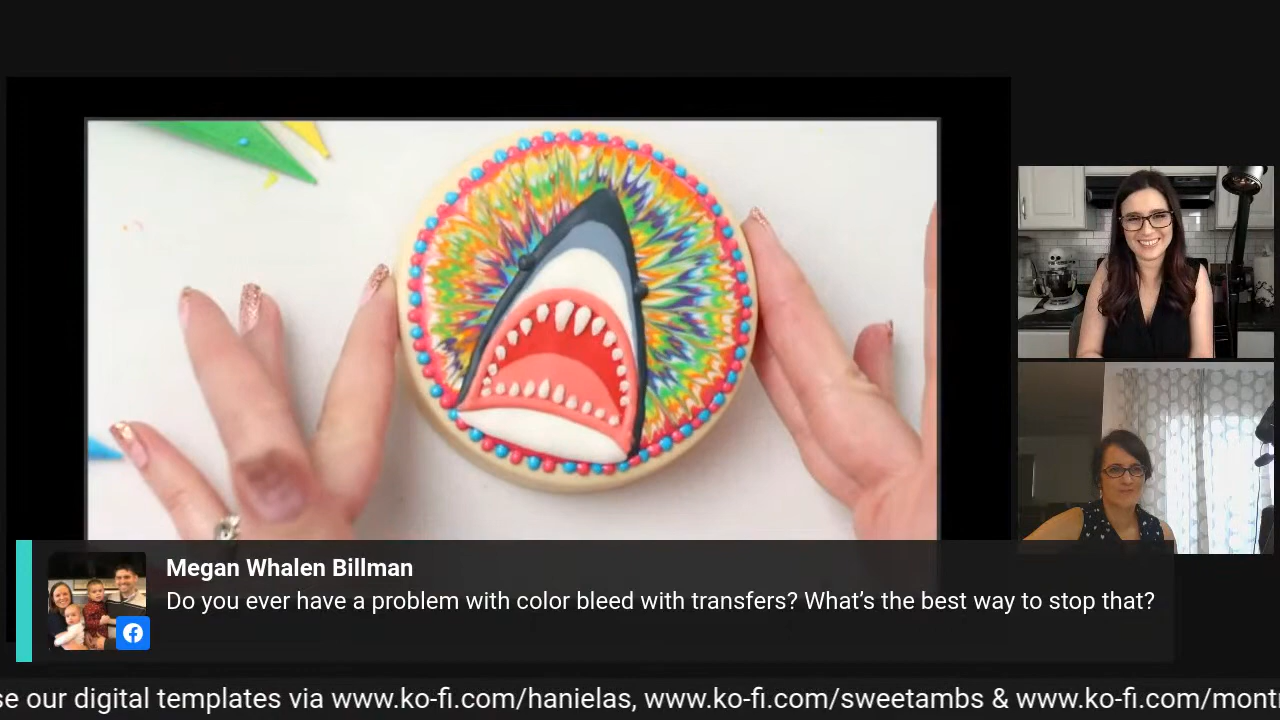 Megan Whalen Billman
Do you ever have a problem with color bleed with transfers? What’s the best way to stop that?
se our digital templates via www.ko-fi.com/hanielas, www.ko-fi.com/sweetambs & www.ko-fi.com/mont